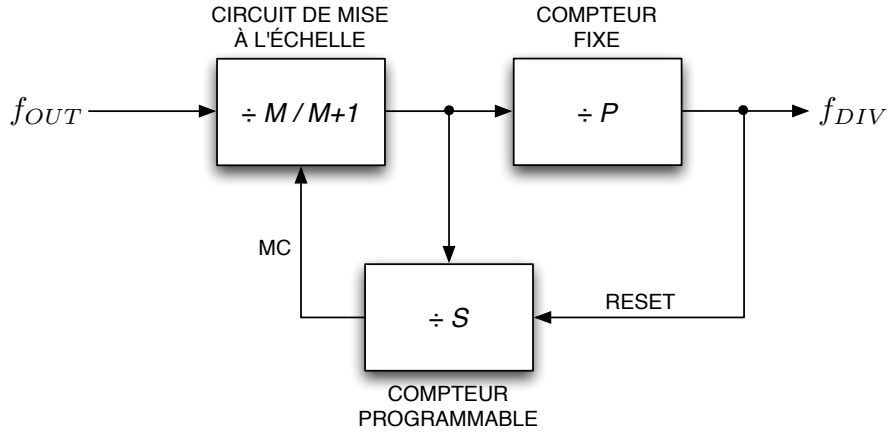 CIRCUIT DE MISE
À L'ÉCHELLE
COMPTEUR
FIXE
f_OUT
÷ M / M+1
÷ P
f_DIV
MC
÷ S
RESET
COMPTEUR
PROGRAMMABLE